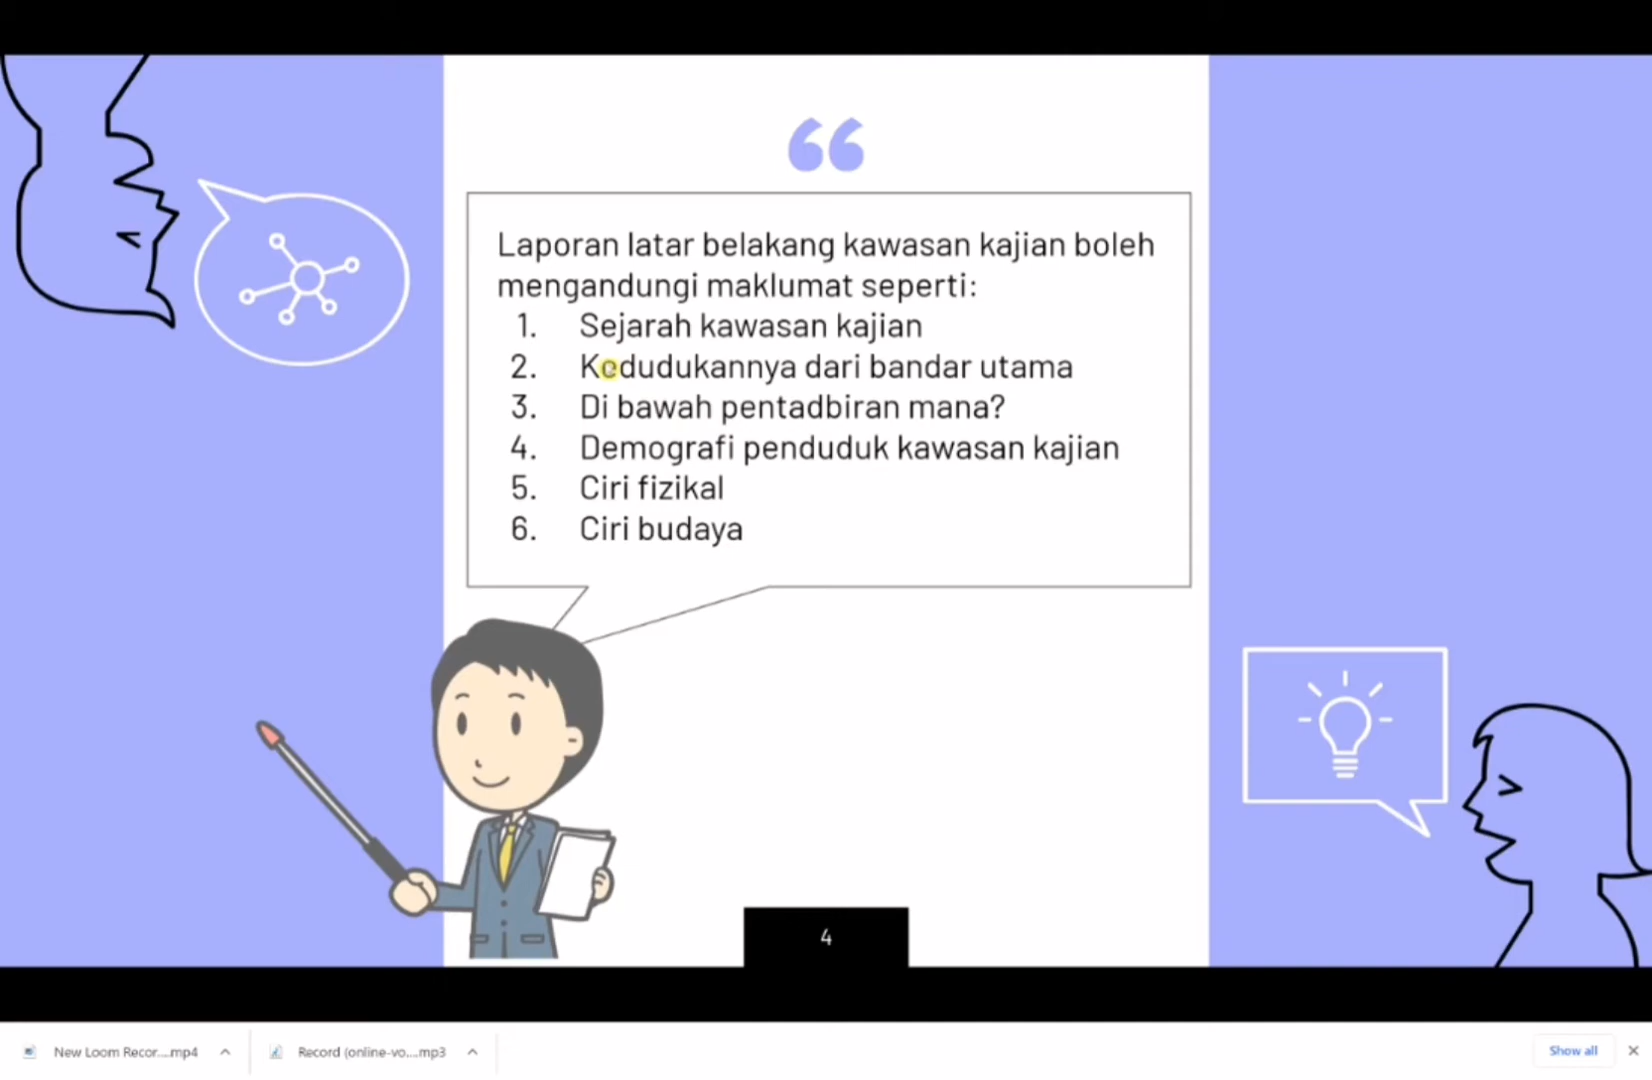 Laporan latar belakang kawasan kajian boleh
mengandungi maklumat seperti:
1. Sejarah kawasan kajian
2. Kedudukannya dari bandar utama
3. Di bawah pentadbiran mana?
4. Demografi penduduk kawasan kajian
5. Ciri fizikal
6. Ciri budaya
4
New Loom Recor....mp4
Record (online-vo....mp3
Show all